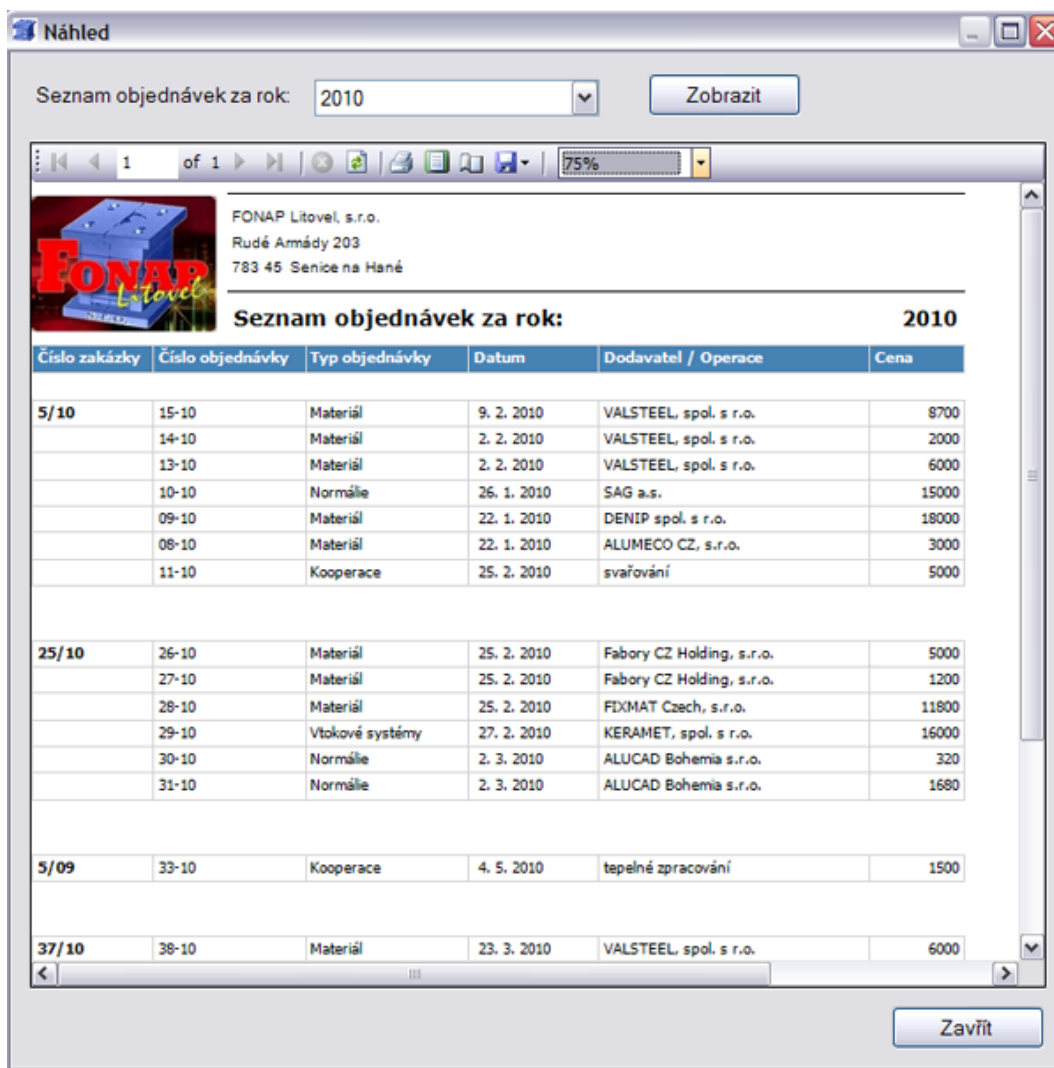 Náhled
Seznam objednávek za rok: 2010 Zobrazit
1 of 1 75%
FONAP Litovel
FONAP Litovel, s.r.o.
Rudé Armády 203
783 45 Senice na Hané
Seznam objednávek za rok: 2010
Číslo zakázky Číslo objednávky Typ objednávky Datum Dodavatel / Operace Cena
5/10 15-10 Materiál 9. 2. 2010 VALSTEEL, spol. s r.o. 8700
14-10 Materiál 2. 2. 2010 VALSTEEL, spol. s r.o. 2000
13-10 Materiál 2. 2. 2010 VALSTEEL, spol. s r.o. 6000
10-10 Normálie 26. 1. 2010 SAG a.s. 15000
09-10 Materiál 22. 1. 2010 DENIP spol. s r.o. 18000
08-10 Materiál 22. 1. 2010 ALUMECO CZ, s.r.o. 3000
11-10 Kooperace 25. 2. 2010 svařování 5000
25/10 26-10 Materiál 25. 2. 2010 Fabory CZ Holding, s.r.o. 5000
27-10 Materiál 25. 2. 2010 Fabory CZ Holding, s.r.o. 1200
28-10 Materiál 25. 2. 2010 FIXMAT Czech, s.r.o. 11800
29-10 Vtokové systémy 27. 2. 2010 KERAMET, spol. s r.o. 16000
30-10 Normálie 2. 3. 2010 ALUCAD Bohemia s.r.o. 320
31-10 Normálie 2. 3. 2010 ALUCAD Bohemia s.r.o. 1680
5/09 33-10 Kooperace 4. 5. 2010 tepelné zpracování 1500
37/10 38-10 Materiál 23. 3. 2010 VALSTEEL, spol. s r.o. 6000
Zavřít